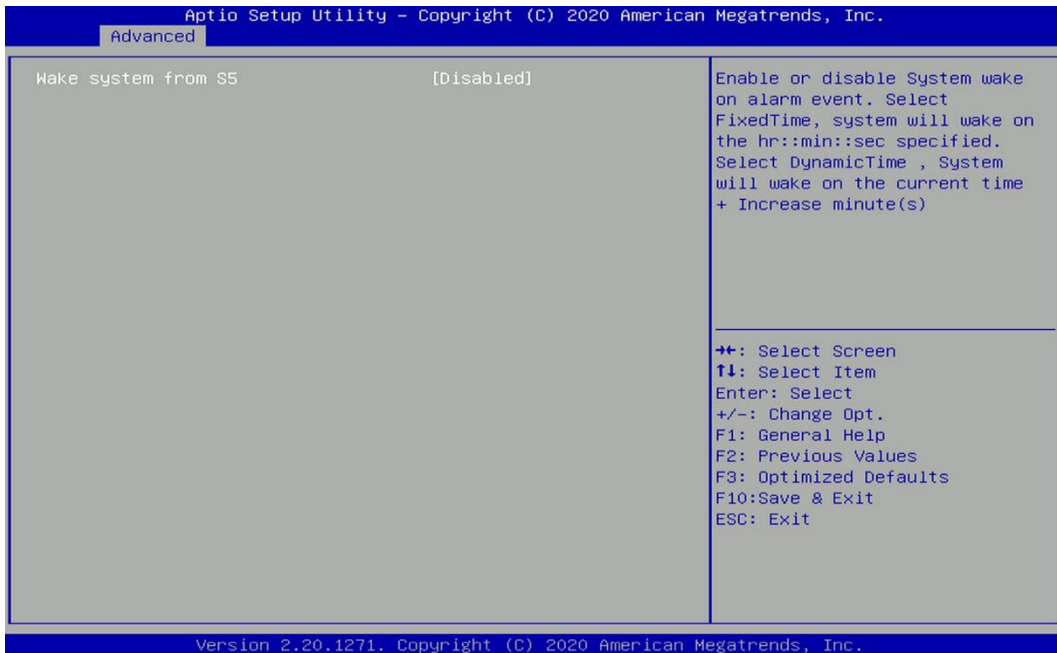 Aptio Setup Utility – Copyright (C) 2020 American Megatrends, Inc.
Advanced
Wake system from S5 [Disabled]
Enable or disable System wake
on alarm event. Select
FixedTime, system will wake on
the hr::min::sec specified.
Select DynamicTime , System
will wake on the current time
+ Increase minute(s)
→←: Select Screen
↑↓: Select Item
Enter: Select
+/-: Change Opt.
F1: General Help
F2: Previous Values
F3: Optimized Defaults
F10:Save & Exit
ESC: Exit
Version 2.20.1271. Copyright (C) 2020 American Megatrends, Inc.